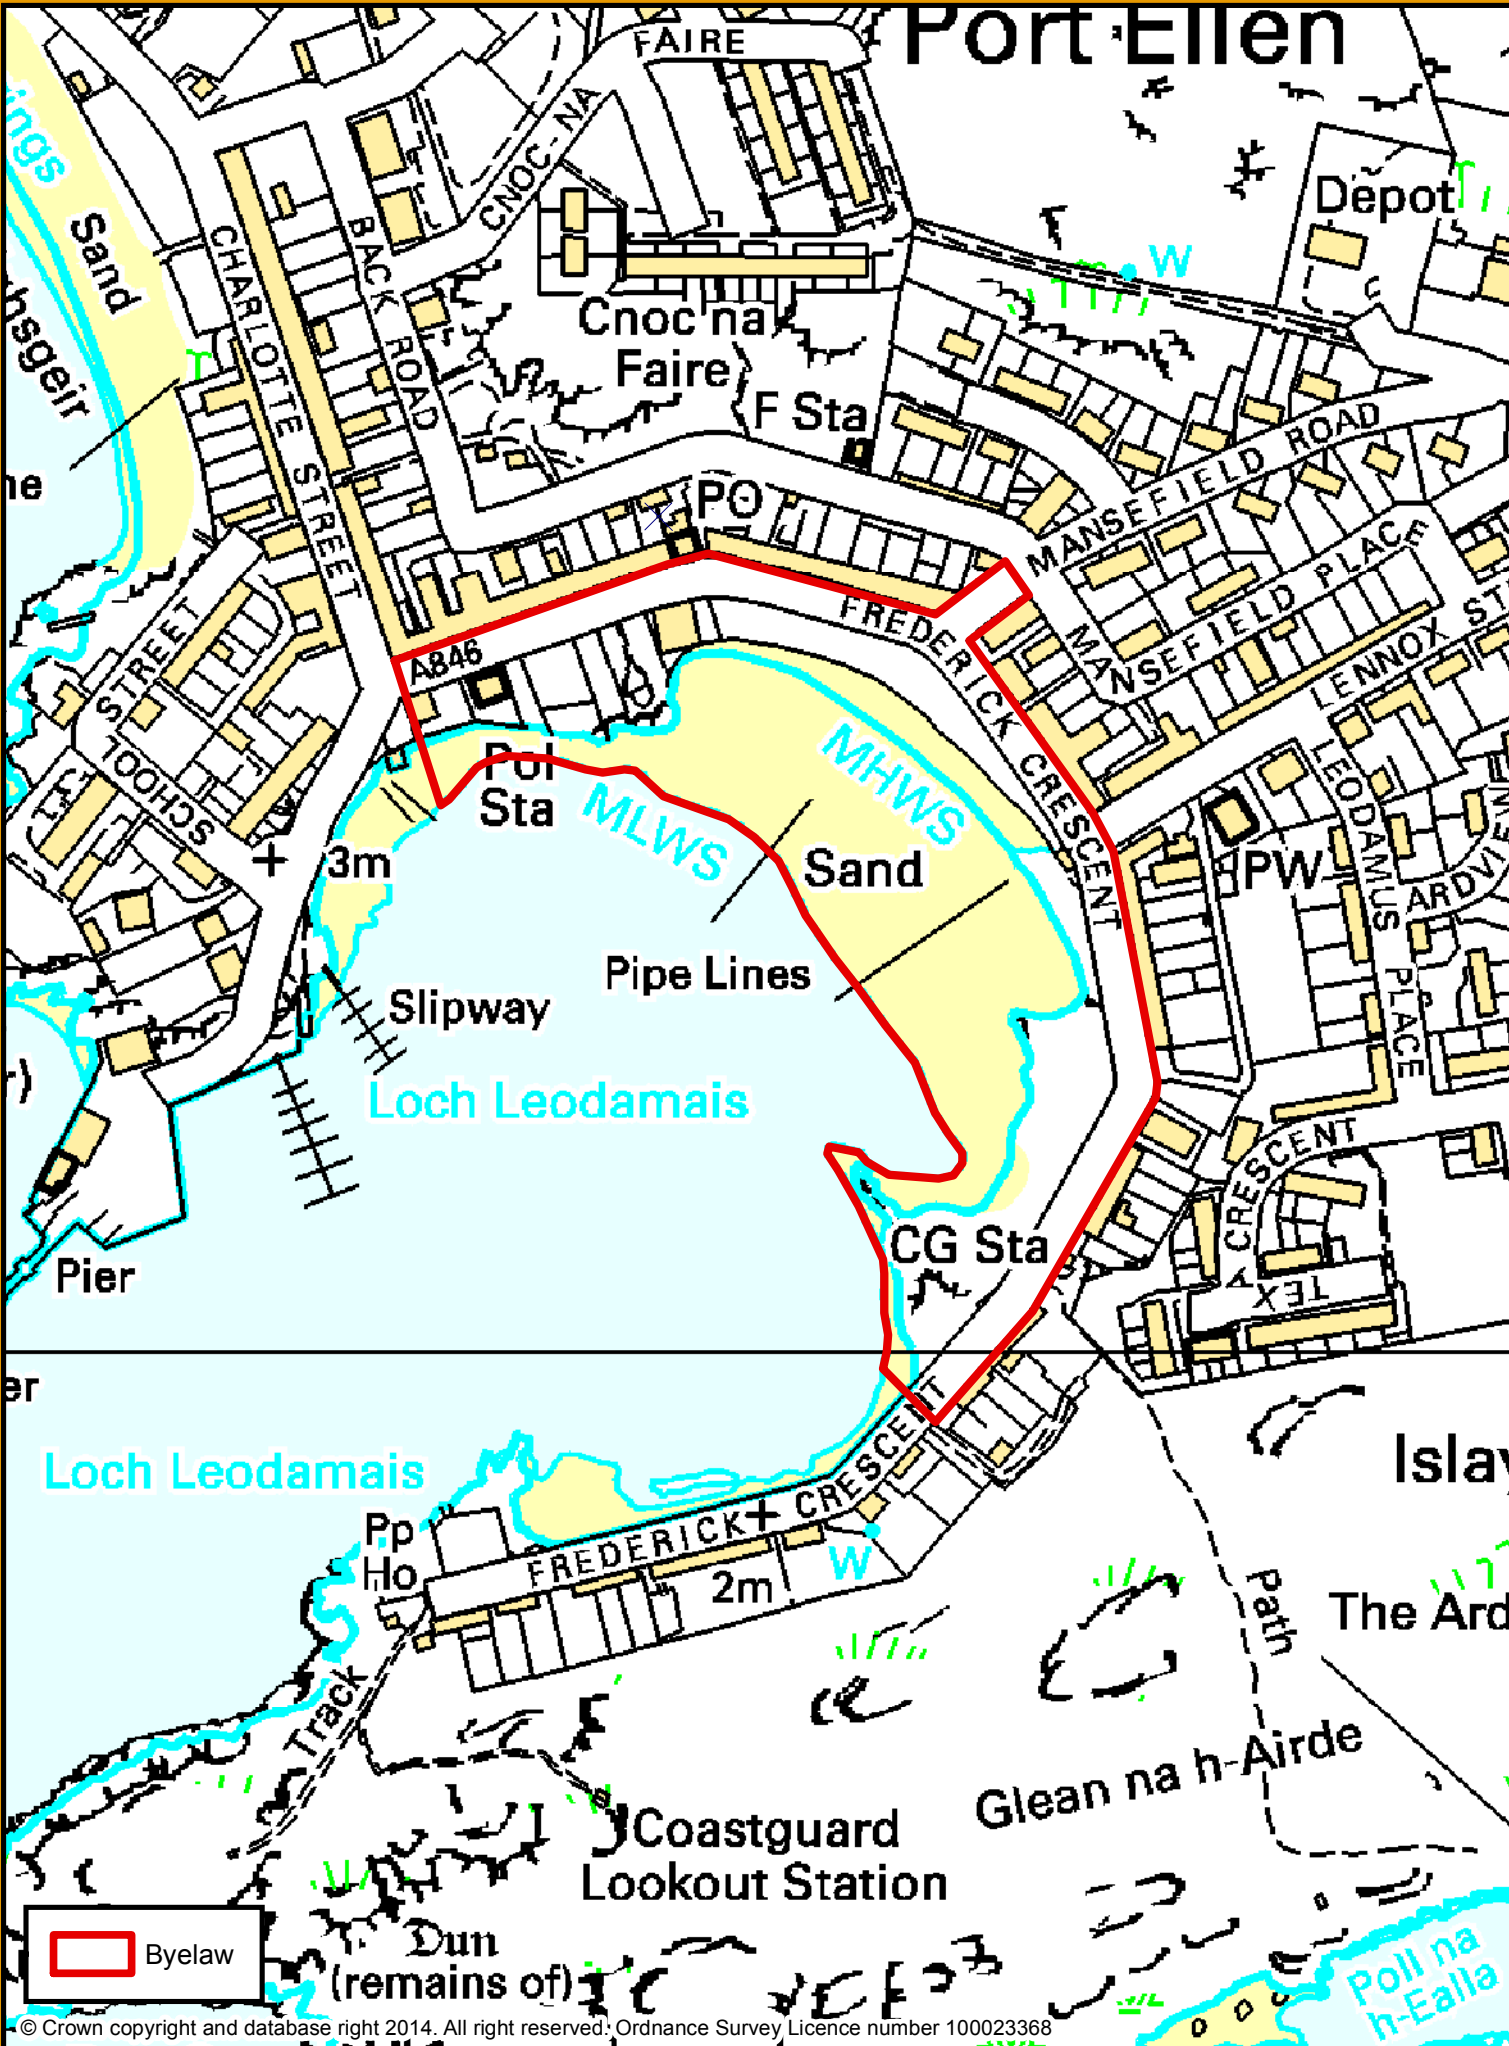 Port Ellen
FAIRE
CNOC-NA
Depot
Sand
W
CHARLOTTE STREET
BACK ROAD
Cnoc na
Faire
F Sta
MANSEFIELD ROAD
PO
MANSEFIELD PLACE
FREDERICK CRESCENT
MA
LENNOX ST
A846
SCHOOL STREET
Pol
Sta
MLWS
MHWS
Sand
3m
PW
LEODAMUS PLACE
Pipe Lines
Slipway
Loch Leodamais
CRESCENT
CG Sta
Pier
TEX A
er
Loch Leodamais
Islay
Pp
Ho
FREDERICK CRESCENT
W
2m
Path
The Ard
Track
Glean na h-Airde
Coastguard
Lookout Station
Dun
(remains of)
Byelaw
Poll na
h-Ealla
© Crown copyright and database right 2014. All right reserved. Ordnance Survey Licence number 100023368